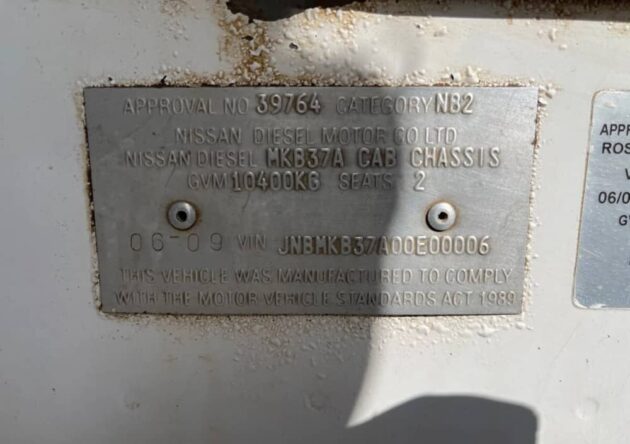 APPROVAL NO 39764 CATEGORY NB2
NISSAN DIESEL MOTOR CO LTD
NISSAN DIESEL MKB37A CAB CHASSIS
GVM 10400KG SEATS 2
06-09 VIN JNBMKB37A00E00006
THIS VEHICLE WAS MANUFACTURED TO COMPLY
WITH THE MOTOR VEHICLE STANDARDS ACT 1989
APP
ROS
V
06/0
G